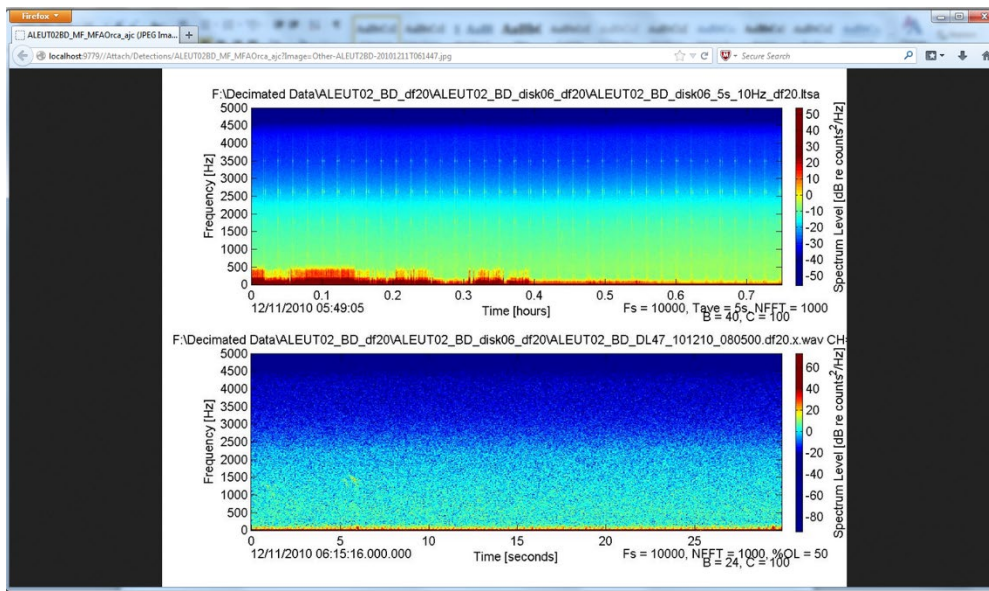 Firefox
ALEUT02BD_MF_MFAOrca_ajc (JPEG Ima...
localhost:9779//Attach/Detections/ALEUT02BD_MF_MFAOrca_ajc?Image=Other-ALEUT2BD-20101211T061447.jpg
Secure Search
F:\Decimated Data\ALEUT02_BD_df20\ALEUT02_BD_disk06_df20\ALEUT02_BD_disk06_5s_10Hz_df20.ltsa
Frequency [Hz]
5000
4500
4000
3500
3000
2500
2000
1500
1000
500
0
0 0.1 0.2 0.3 0.4 0.5 0.6 0.7
Time [hours]
12/11/2010 05:49:05
Fs = 10000, Tave = 5s, NFFT = 1000
B = 40, C = 100
50
40
30
20
10
0
-10
-20
-30
-40
-50
Spectrum Level [dB re counts²/Hz]
F:\Decimated Data\ALEUT02_BD_df20\ALEUT02_BD_disk06_df20\ALEUT02_BD_DL47_101210_080500.df20.x.wav CH=
Frequency [Hz]
5000
4500
4000
3500
3000
2500
2000
1500
1000
500
0
0 5 10 15 20 25
Time [seconds]
12/11/2010 06:15:16.000.000
Fs = 10000, NFFT = 1000, %OL = 50
B = 24, C = 100
60
40
20
0
-20
-40
-60
-80
Spectrum Level [dB re counts²/Hz]